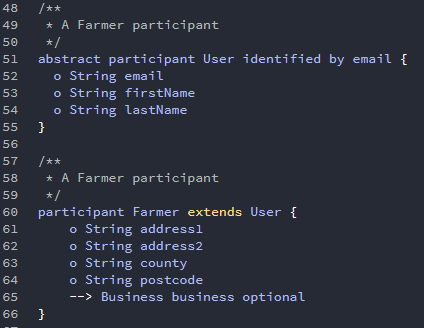 48 /**
49  * A Farmer participant
50  */
51 abstract participant User identified by email {
52   o String email
53   o String firstName
54   o String lastName
55 }
56
57 /**
58  * A Farmer participant
59  */
60 participant Farmer extends User {
61     o String address1
62     o String address2
63     o String county
64     o String postcode
65     --> Business business optional
66 }